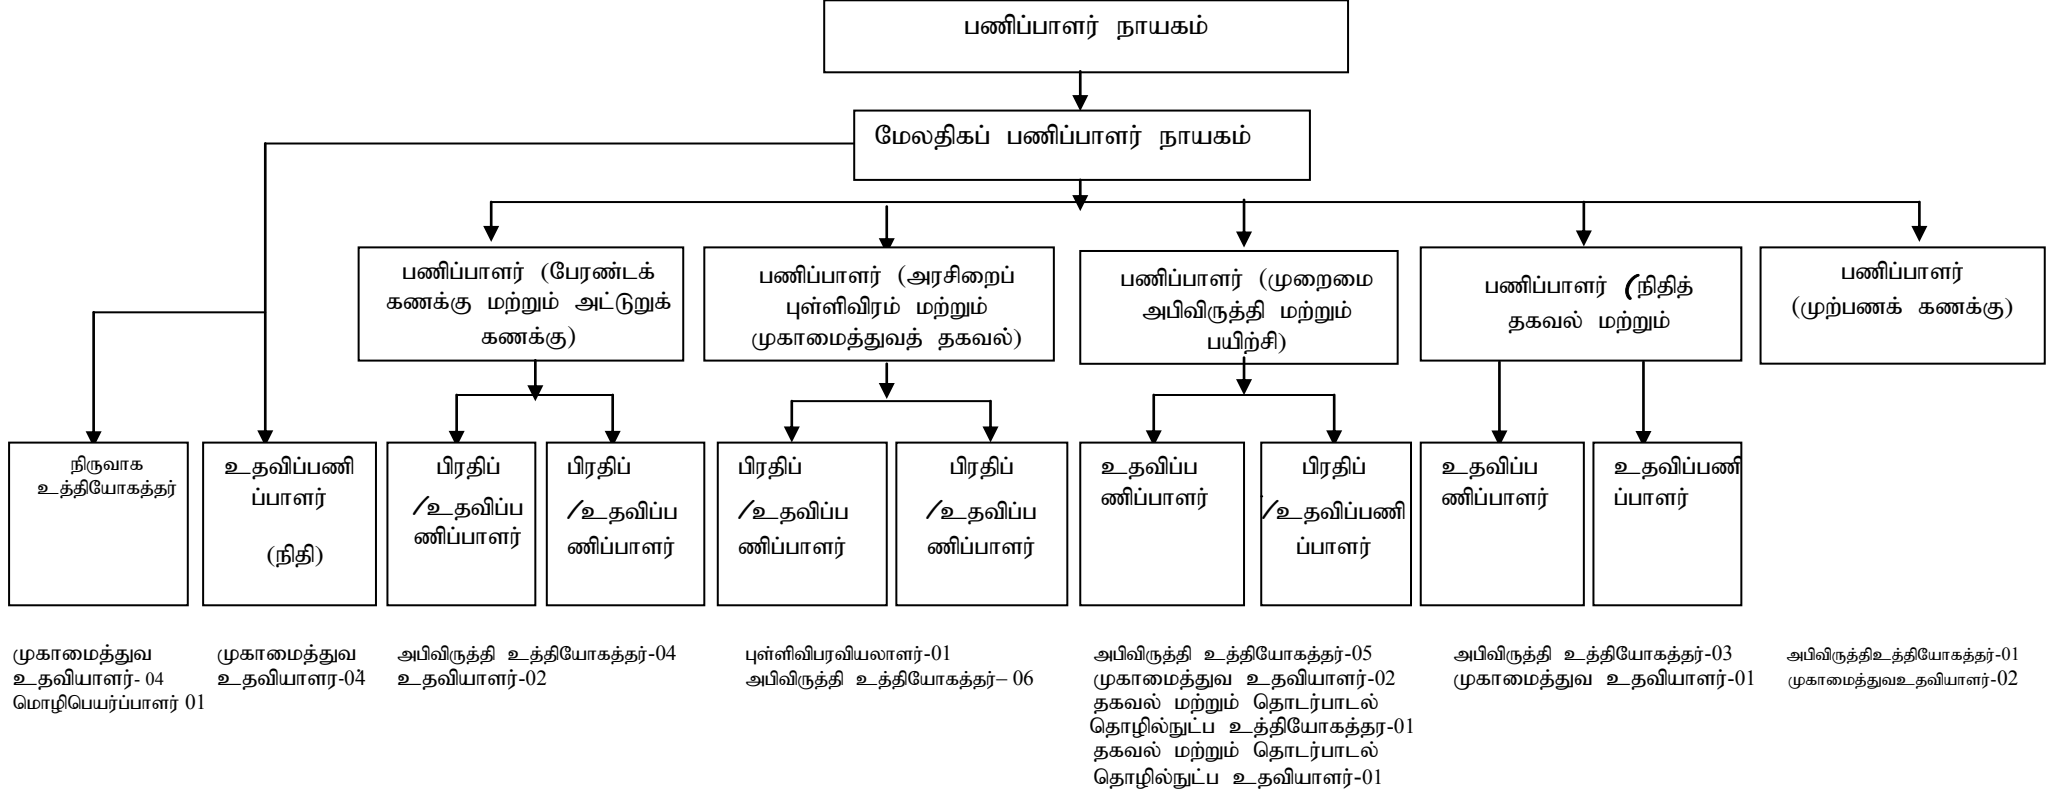 பணிப்பாளர் நாயகம்
மேலதிகப் பணிப்பாளர் நாயகம்
பணிப்பாளர் (பேரண்டக்
கணக்கு மற்றும் அட்டுறுக்
கணக்கு)
பணிப்பாளர் (அரசிறைப்
புள்ளிவிரம் மற்றும்
முகாமைத்துவத் தகவல்)
பணிப்பாளர் (முறைமை
அபிவிருத்தி மற்றும்
பயிற்சி)
பணிப்பாளர் (நிதித்
தகவல் மற்றும்
பணிப்பாளர்
(முற்பணக் கணக்கு)
நிருவாக
உத்தியோகத்தர்
உதவிப்பணி
ப்பாளர்
(நிதி)
பிரதிப்
/உதவிப்ப
ணிப்பாளர்
பிரதிப்
/உதவிப்ப
ணிப்பாளர்
பிரதிப்
/உதவிப்ப
ணிப்பாளர்
பிரதிப்
/உதவிப்ப
ணிப்பாளர்
உதவிப்ப
ணிப்பாளர்
பிரதிப்
/உதவிப்பணி
ப்பாளர்
உதவிப்ப
ணிப்பாளர்
உதவிப்பணி
ப்பாளர்
முகாமைத்துவ
உதவியாளர்- 04
மொழிபெயர்ப்பாளர் 01
முகாமைத்துவ
உதவியாளர-04
அபிவிருத்தி உத்தியோகத்தர்-04
உதவியாளர்-02
புள்ளிவிபரவியலாளர்-01
அபிவிருத்தி உத்தியோகத்தர்– 06
அபிவிருத்தி உத்தியோகத்தர்-05
முகாமைத்துவ உதவியாளர்-02
தகவல் மற்றும் தொடர்பாடல்
தொழில்நுட்ப உத்தியோகத்தர-01
தகவல் மற்றும் தொடர்பாடல்
தொழில்நுட்ப உதவியாளர்-01
அபிவிருத்தி உத்தியோகத்தர்-03
முகாமைத்துவ உதவியாளர்-01
அபிவிருத்திஉத்தியோகத்தர்-01
முகாமைத்துவஉதவியாளர்-02